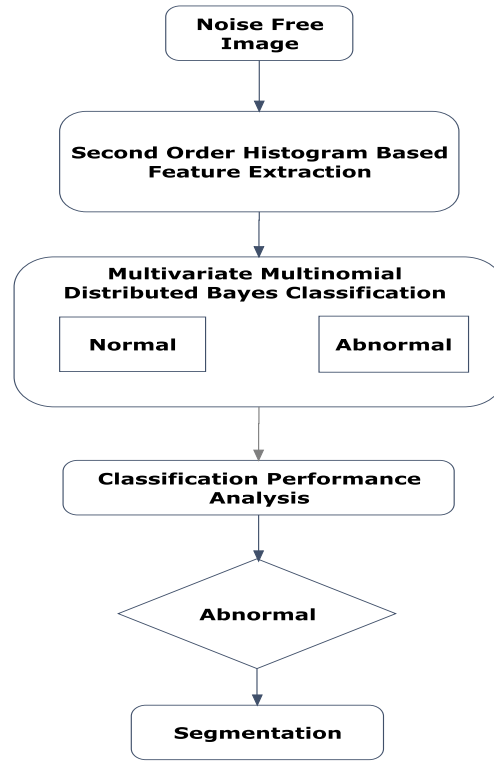 Noise Free
Image
Second Order Histogram Based
Feature Extraction
Multivariate Multinomial
Distributed Bayes Classification
Normal
Abnormal
Classification Performance
Analysis
Abnormal
Segmentation